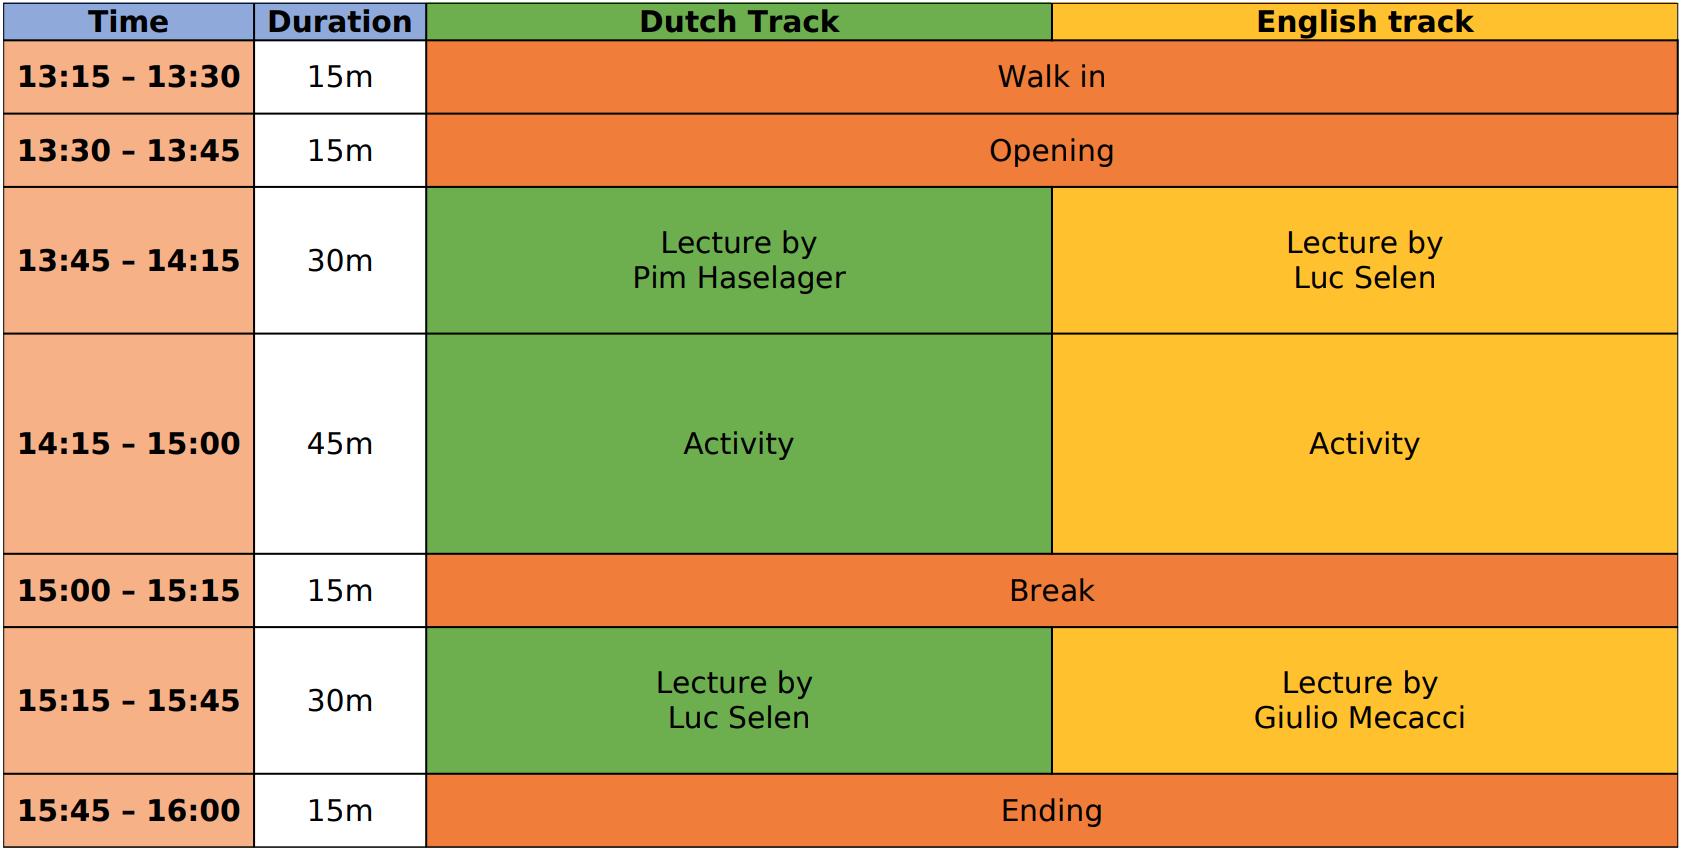 Time Duration Dutch Track English track
13:15 – 13:30 15m Walk in
13:30 – 13:45 15m Opening
13:45 – 14:15 30m
Lecture by
Pim Haselager
Lecture by
Luc Selen
14:15 – 15:00 45m Activity Activity
15:00 – 15:15 15m Break
15:15 – 15:45 30m
Lecture by
Luc Selen
Lecture by
Giulio Mecacci
15:45 – 16:00 15m Ending